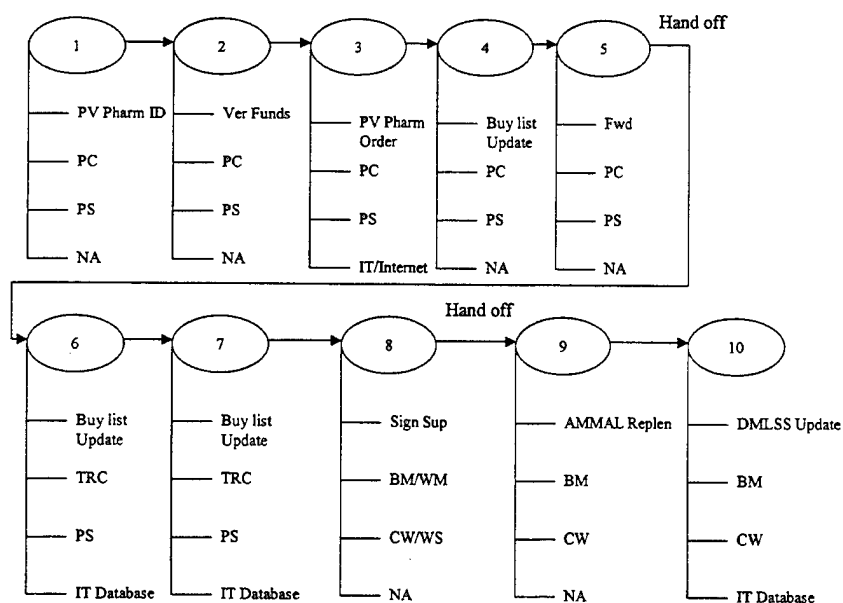 Hand off
1
2
3
4
5
PV Pharm ID
Ver Funds
PV Pharm
Order
Buy list
Update
Fwd
PC
PC
PC
PC
PC
PS
PS
PS
PS
PS
NA
NA
IT/Internet
NA
NA
Hand off
6
7
8
9
10
Buy list
Update
Buy list
Update
Sign Sup
AMMAL Replen
DMLSS Update
TRC
TRC
BM/WM
BM
BM
PS
PS
CW/WS
CW
CW
IT Database
IT Database
NA
NA
IT Database